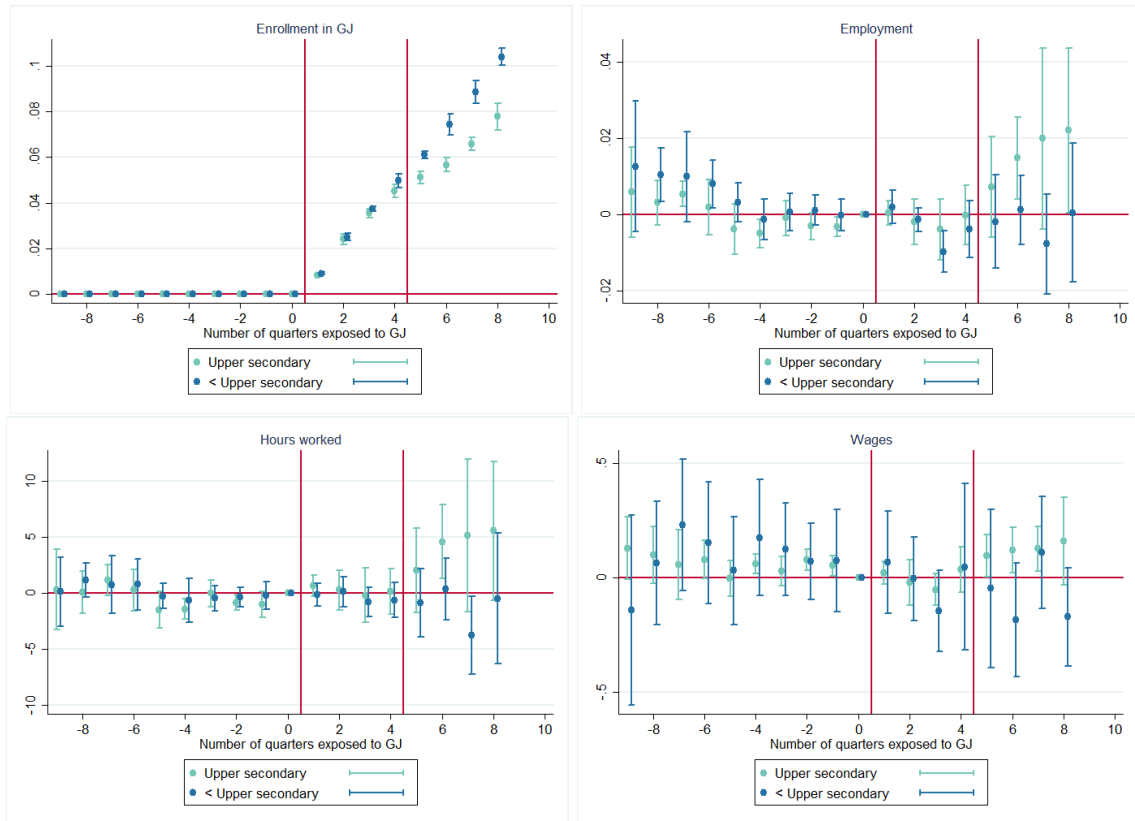 Enrollment in GJ
.1
.08
.06
.04
.02
0
-8 -6 -4 -2 0 2 4 6 8 10
Number of quarters exposed to GJ
Upper secondary
< Upper secondary
Employment
.04
.02
0
-.02
-8 -6 -4 -2 0 2 4 6 8 10
Number of quarters exposed to GJ
Upper secondary
< Upper secondary
Hours worked
10
5
0
-5
-10
-8 -6 -4 -2 0 2 4 6 8 10
Number of quarters exposed to GJ
Upper secondary
< Upper secondary
Wages
.5
0
-.5
-8 -6 -4 -2 0 2 4 6 8 10
Number of quarters exposed to GJ
Upper secondary
< Upper secondary